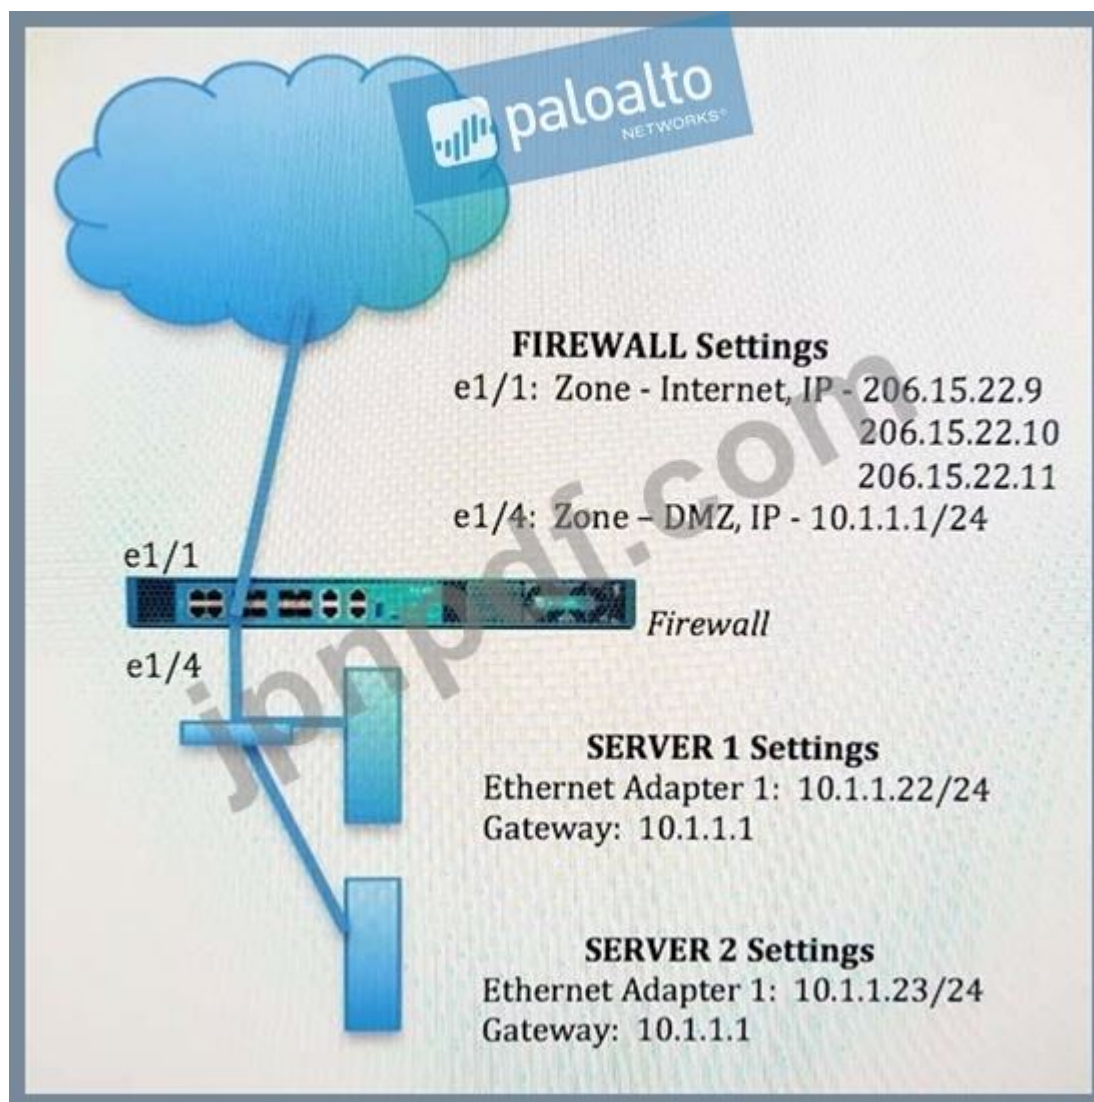 paloalto
NETWORKS®
FIREWALL Settings
e1/1: Zone - Internet, IP - 206.15.22.9
206.15.22.10
206.15.22.11
e1/4: Zone – DMZ, IP - 10.1.1.1/24
e1/1
Firewall
e1/4
jpnpdf.com
SERVER 1 Settings
Ethernet Adapter 1: 10.1.1.22/24
Gateway: 10.1.1.1
SERVER 2 Settings
Ethernet Adapter 1: 10.1.1.23/24
Gateway: 10.1.1.1